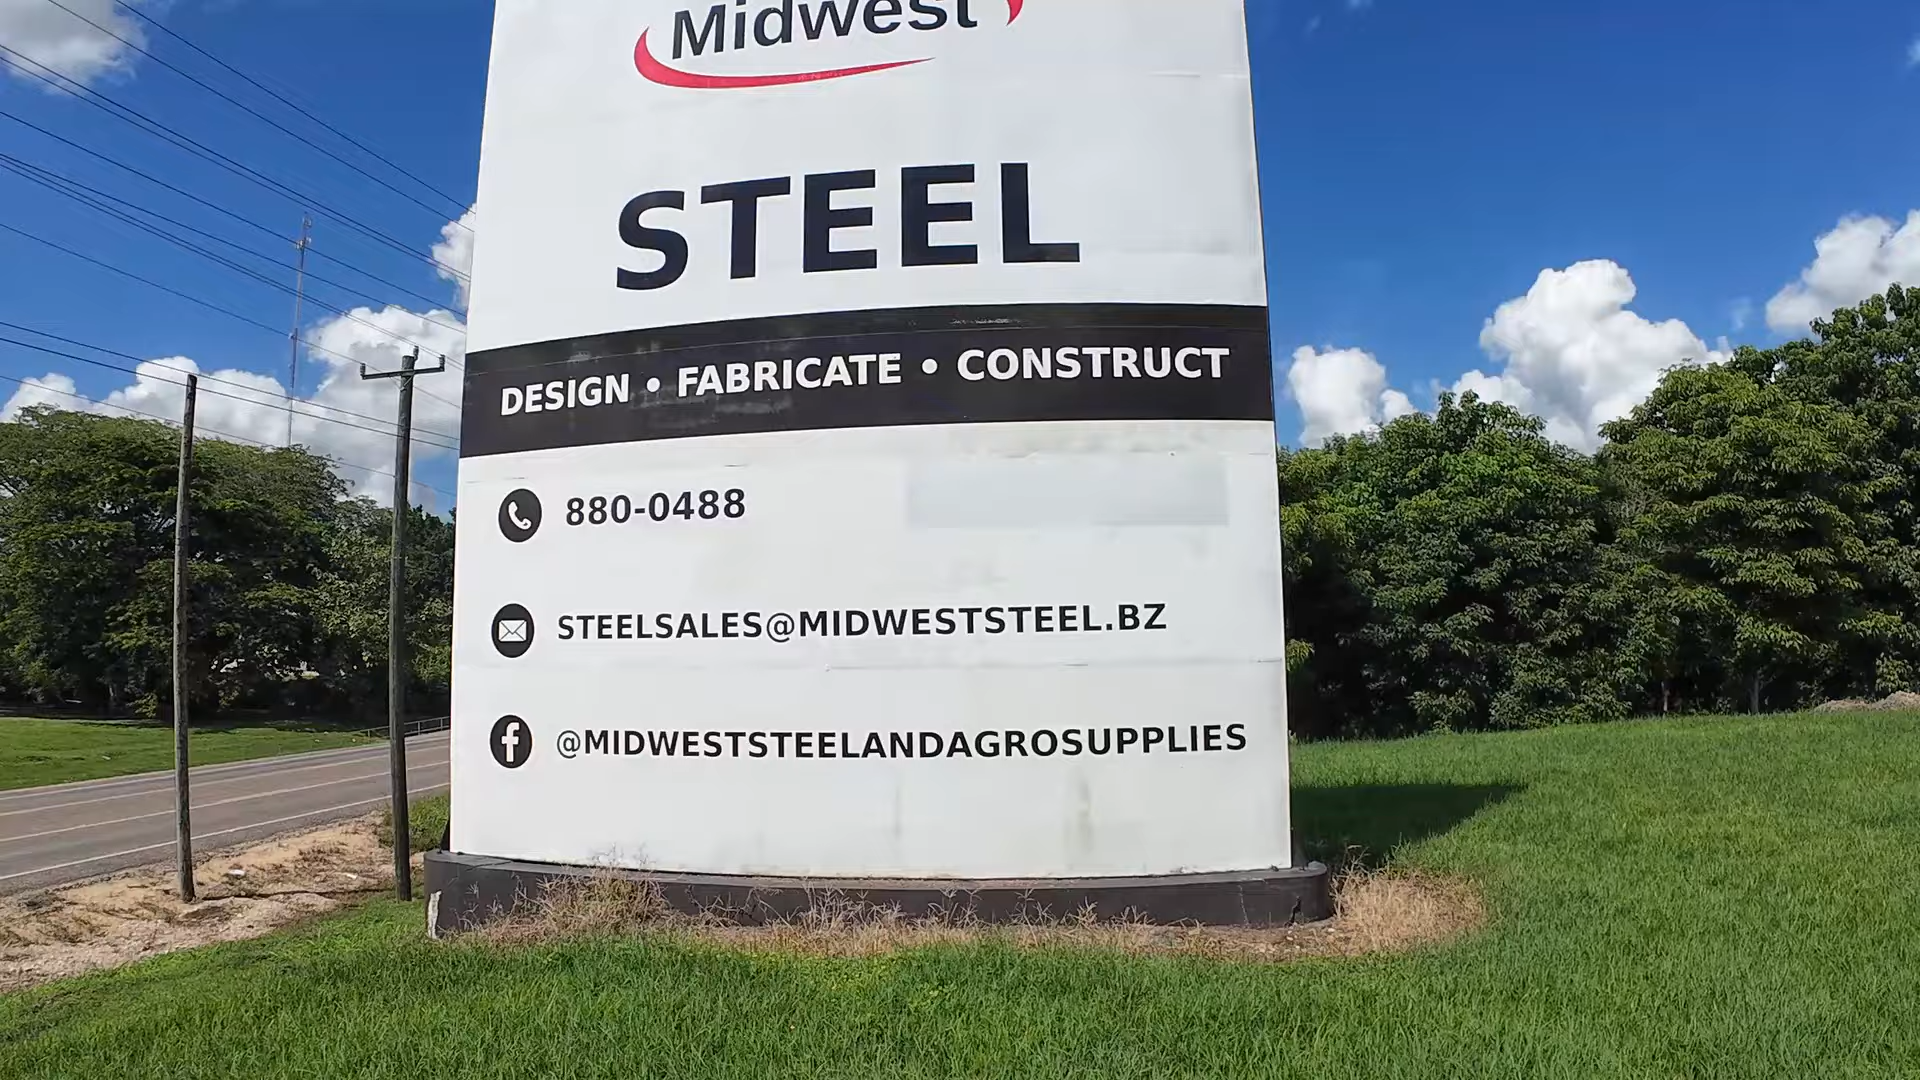 Midwest
STEEL
DESIGN • FABRICATE • CONSTRUCT
880-0488
STEELSALES@MIDWESTSTEEL.BZ
@MIDWESTSTEELANDAGROSUPPLIES